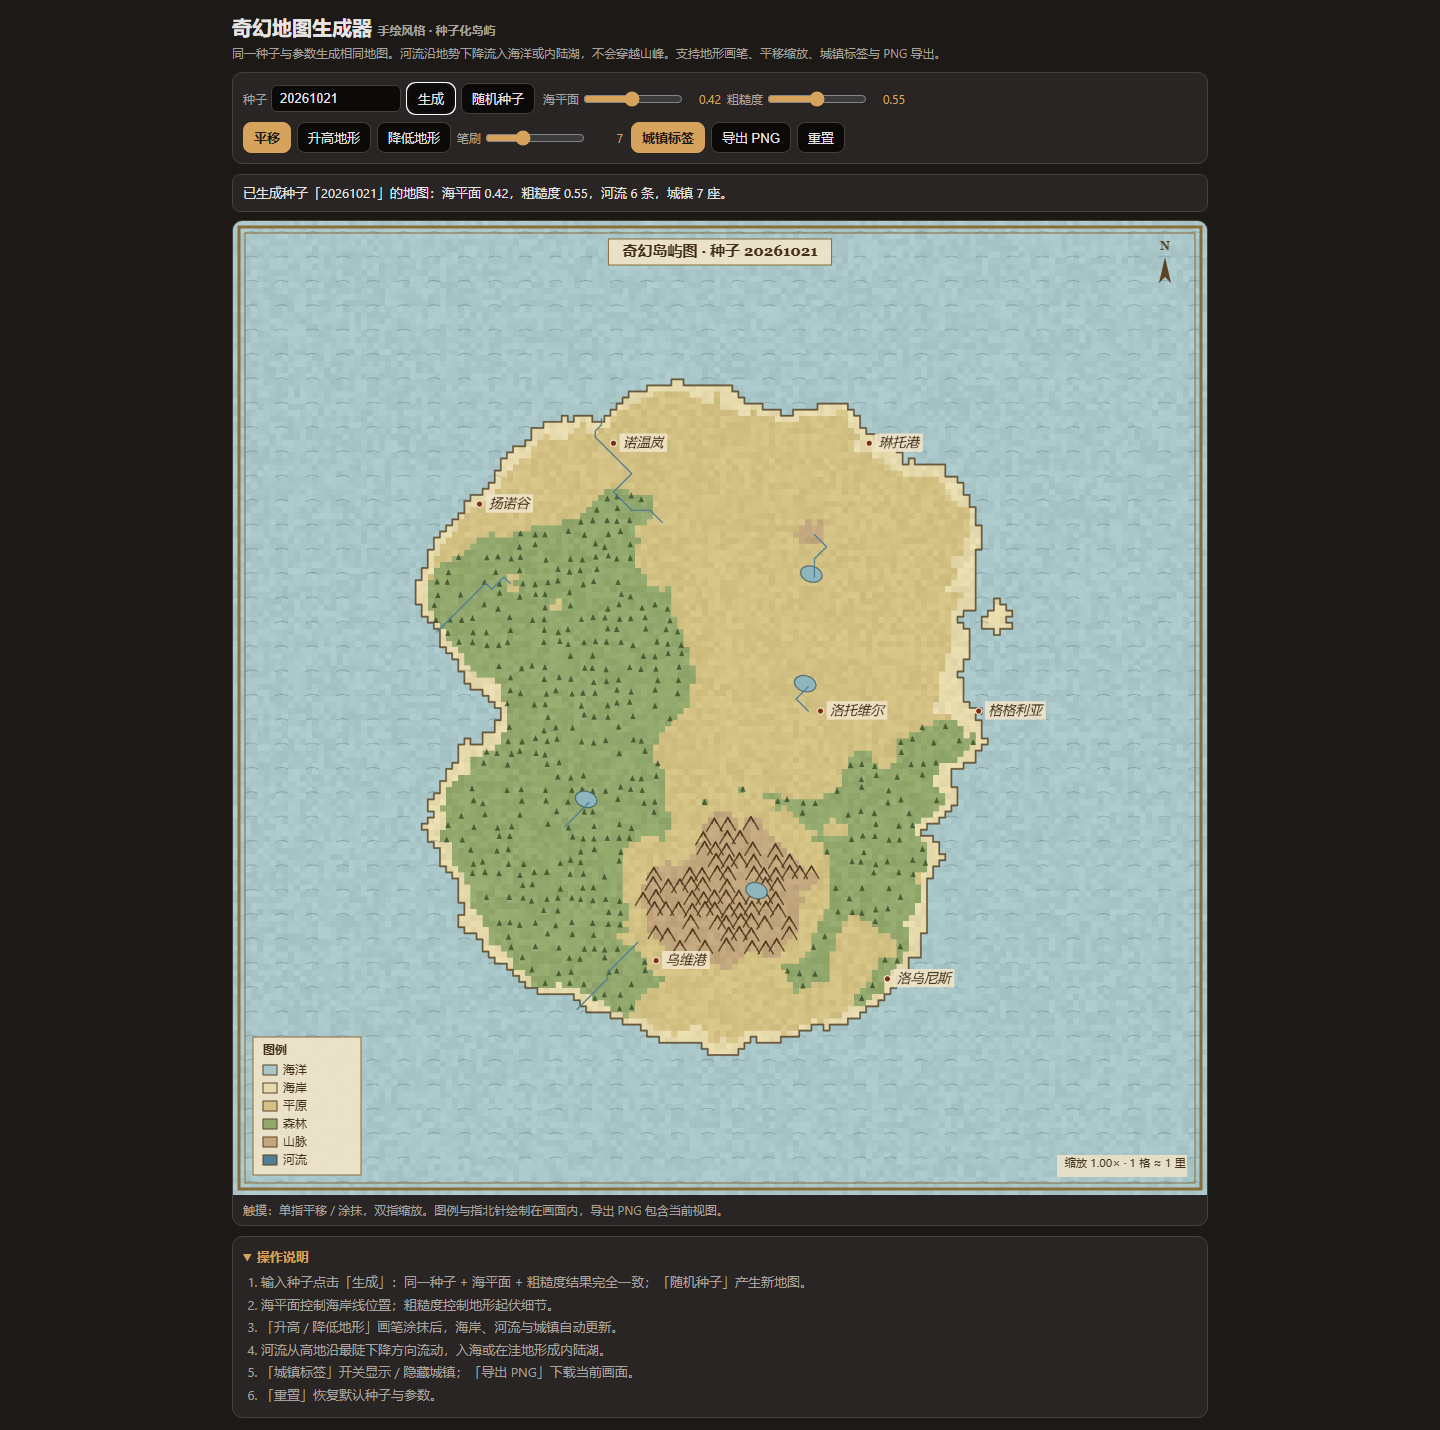 奇幻地图生成器 手绘风格 · 种子化岛屿
同一种子与参数生成相同地图。河流沿地势下降流入海洋或内陆湖，不会穿越山峰。支持地形画笔、平移缩放、城镇标签与 PNG 导出。
种子 20261021 生成 随机种子 海平面 0.42 粗糙度 0.55
平移 升高地形 降低地形 笔刷 7 城镇标签 导出 PNG 重置
已生成种子「20261021」的地图：海平面 0.42，粗糙度 0.55，河流 6 条，城镇 7 座。
奇幻岛屿图 · 种子 20261021
N
诺温岚
琳托港
扬诺谷
洛托维尔
格格利亚
乌维港
洛乌尼斯
图例
海洋
海岸
平原
森林
山脉
河流
缩放 1.00× · 1 格 ≈ 1 里
触摸：单指平移 / 涂抹，双指缩放。图例与指北针绘制在画面内，导出 PNG 包含当前视图。
▼ 操作说明
1. 输入种子点击「生成」：同一种子 + 海平面 + 粗糙度结果完全一致；「随机种子」产生新地图。
2. 海平面控制海岸线位置；粗糙度控制地形起伏细节。
3. 「升高 / 降低地形」画笔涂抹后，海岸、河流与城镇自动更新。
4. 河流从高地沿最陡下降方向流动，入海或在洼地形成内陆湖。
5. 「城镇标签」开关显示 / 隐藏城镇；「导出 PNG」下载当前画面。
6. 「重置」恢复默认种子与参数。